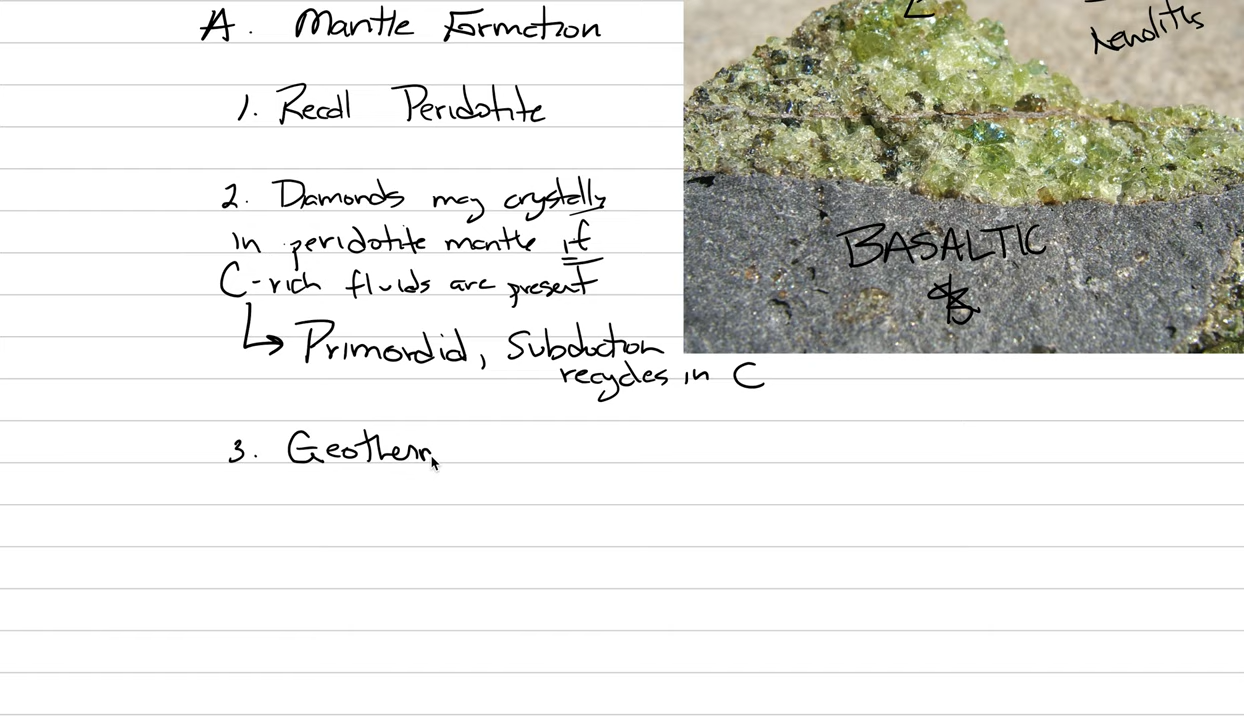 A. Mantle Formation
xenoliths
1. Recall Peridotite
2. Diamonds may crystally
in peridotite mantle if
C-rich fluids are present
BASALTIC
↳ Primordial, Subduction
recycles in C
3. Geotherm